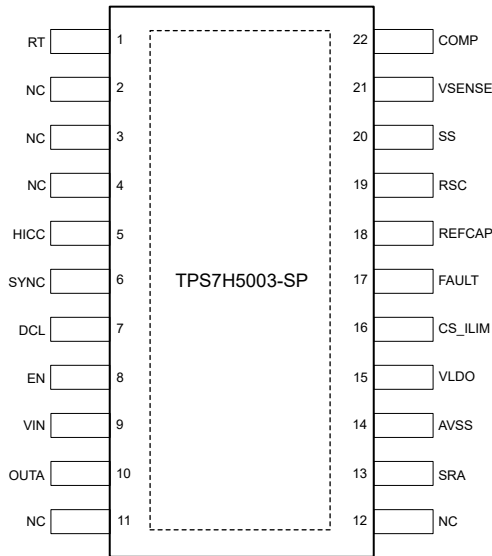 RT 1 22 COMP
NC 2 21 VSENSE
NC 3 20 SS
NC 4 19 RSC
HICC 5 18 REFCAP
SYNC 6 TPS7H5003-SP 17 FAULT
DCL 7 16 CS_ILIM
EN 8 15 VLDO
VIN 9 14 AVSS
OUTA 10 13 SRA
NC 11 12 NC